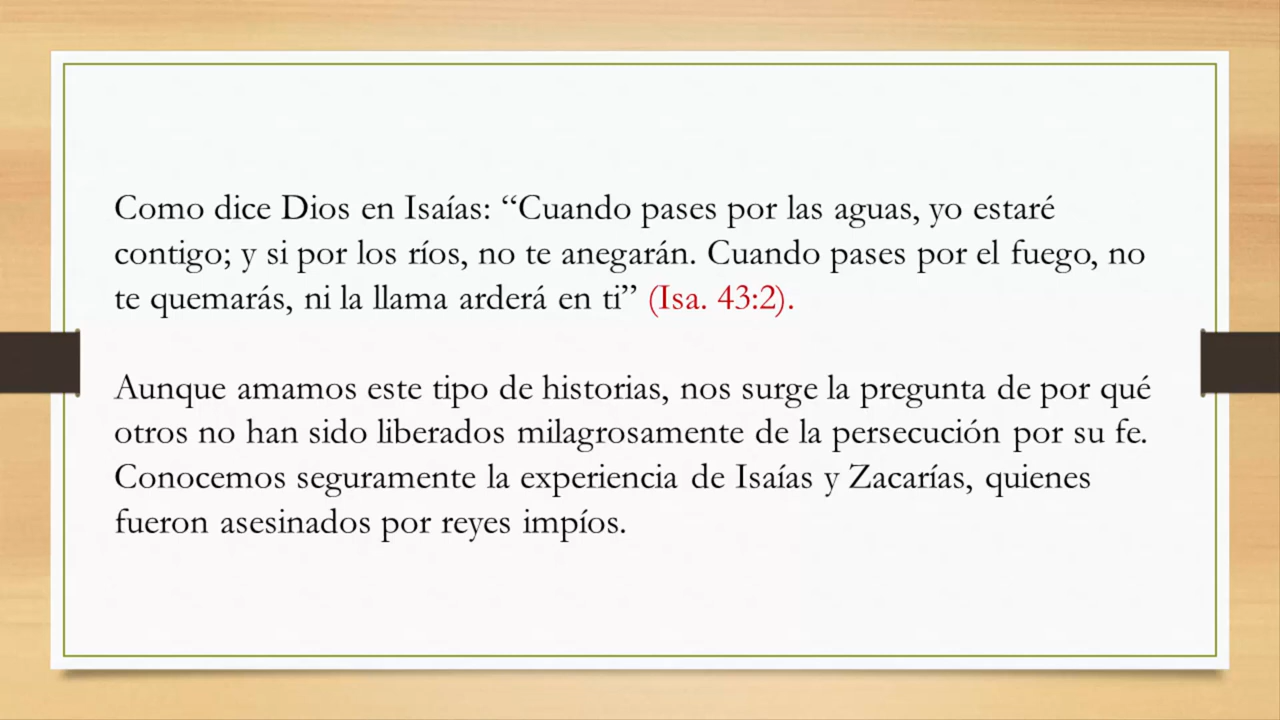 Como dice Dios en Isaías: “Cuando pases por las aguas, yo estaré
contigo; y si por los ríos, no te anegarán. Cuando pases por el fuego, no
te quemarás, ni la llama arderá en ti” (Isa. 43:2).
Aunque amamos este tipo de historias, nos surge la pregunta de por qué
otros no han sido liberados milagrosamente de la persecución por su fe.
Conocemos seguramente la experiencia de Isaías y Zacarías, quienes
fueron asesinados por reyes impíos.